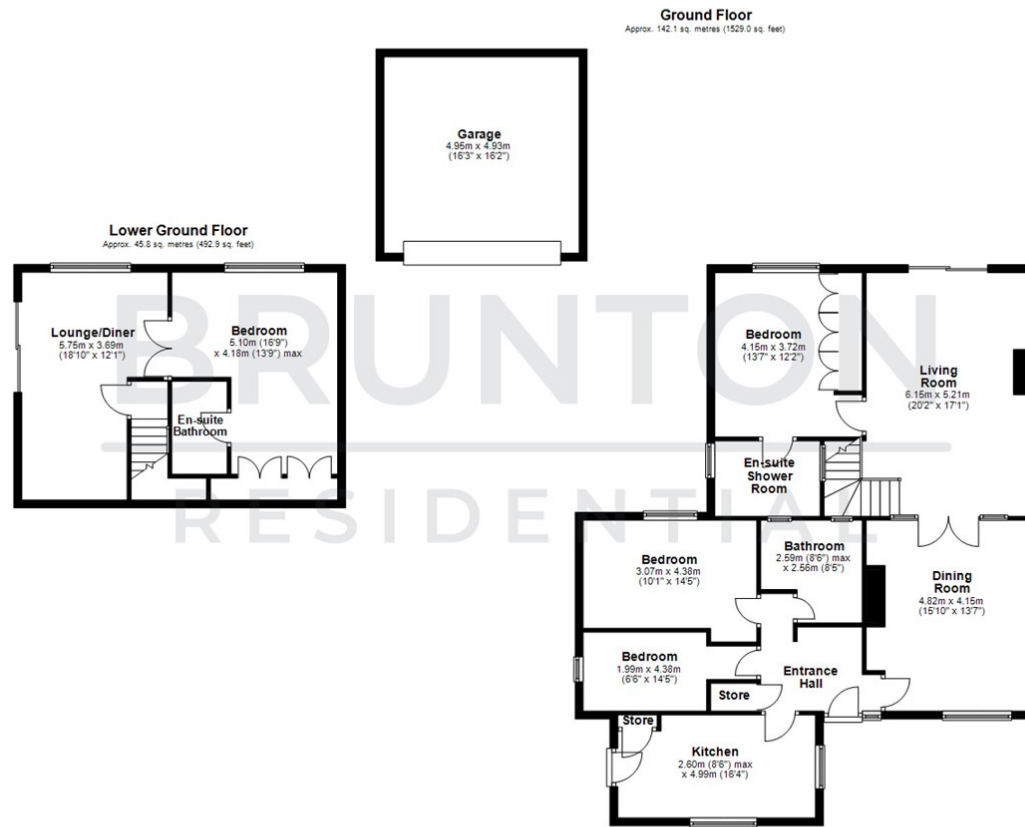 Ground Floor
Approx. 142.1 sq. metres (1529.0 sq. feet)
Garage
4.95m x 4.93m
(16'3" x 16'2")
Lower Ground Floor
Approx. 45.8 sq. metres (492.9 sq. feet)
Lounge/Diner
5.75m x 3.69m
(18'10" x 12'1")
Bedroom
5.10m (16'9")
x 4.18m (13'9") max
En-suite
Bathroom
Bedroom
4.15m x 3.72m
(13'7" x 12'2")
Living
Room
6.15m x 5.21m
(20'2" x 17'1")
En-suite
Shower
Room
BRUNTON
RESIDENTIAL
Bedroom
3.07m x 4.38m
(10'1" x 14'5")
Bathroom
2.59m (8'6") max
x 2.56m (8'5")
Dining
Room
4.82m x 4.15m
(15'10" x 13'7")
Bedroom
1.99m x 4.38m
(6'6" x 14'5")
Entrance
Hall
Store
Store
Kitchen
2.60m (8'6") max
x 4.99m (16'4")